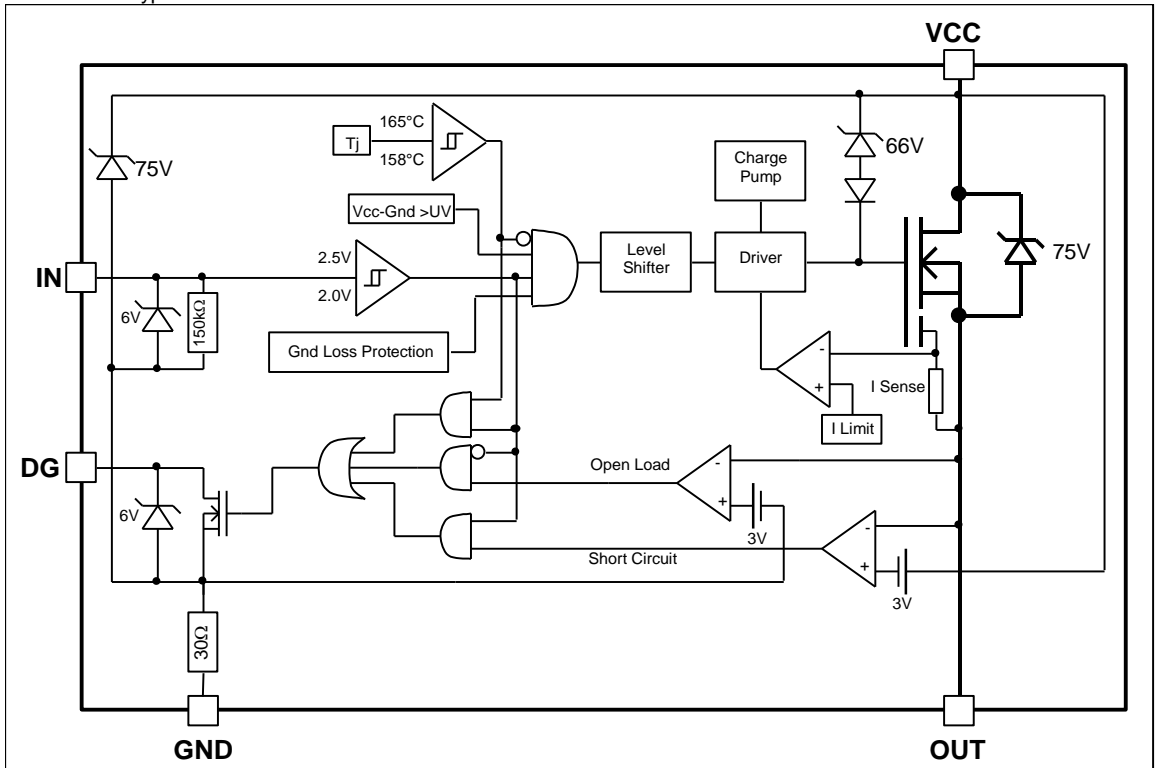 VCC
75V
Tj
165°C
158°C
Charge
Pump
66V
Vcc-Gnd >UV
Level
Shifter
Driver
75V
IN
2.5V
2.0V
6V
150kΩ
Gnd Loss Protection
-
+
I Sense
I Limit
DG
Open Load
-
+
3V
6V
-
+
Short Circuit
3V
30Ω
GND
OUT